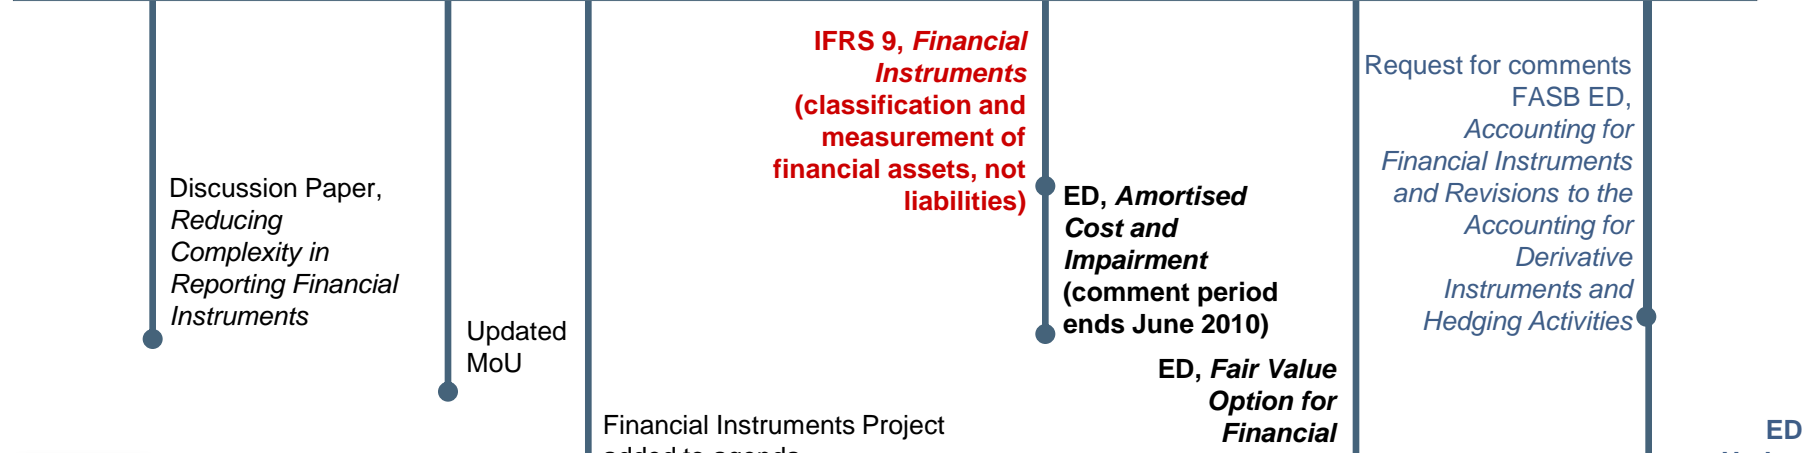 Discussion Paper,
Reducing
Complexity in
Reporting Financial
Instruments
Updated
MoU
Financial Instruments Project
added to agenda
IFRS 9, Financial
Instruments
(classification and
measurement of
financial assets, not
liabilities)
ED, Amortised
Cost and
Impairment
(comment period
ends June 2010)
ED, Fair Value
Option for
Financial
Request for comments
FASB ED,
Accounting for
Financial Instruments
and Revisions to the
Accounting for
Derivative
Instruments and
Hedging Activities
ED